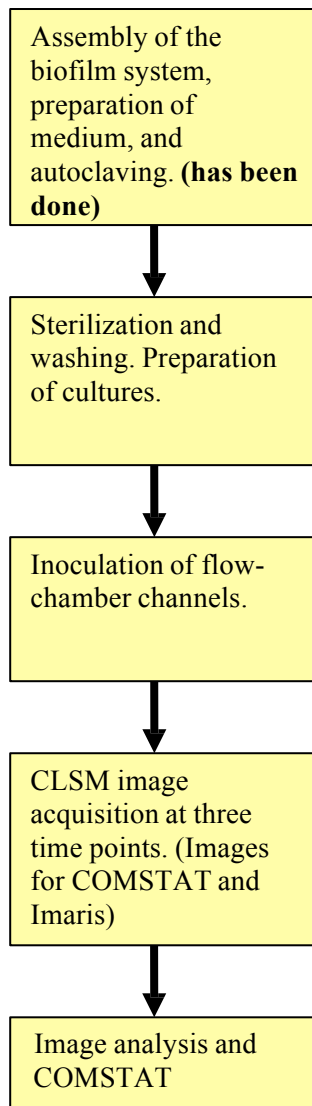 Assembly of the
biofilm system,
preparation of
medium, and
autoclaving. (has been
done)
Sterilization and
washing. Preparation
of cultures.
Inoculation of flow-
chamber channels.
CLSM image
acquisition at three
time points. (Images
for COMSTAT and
Imaris)
Image analysis and
COMSTAT